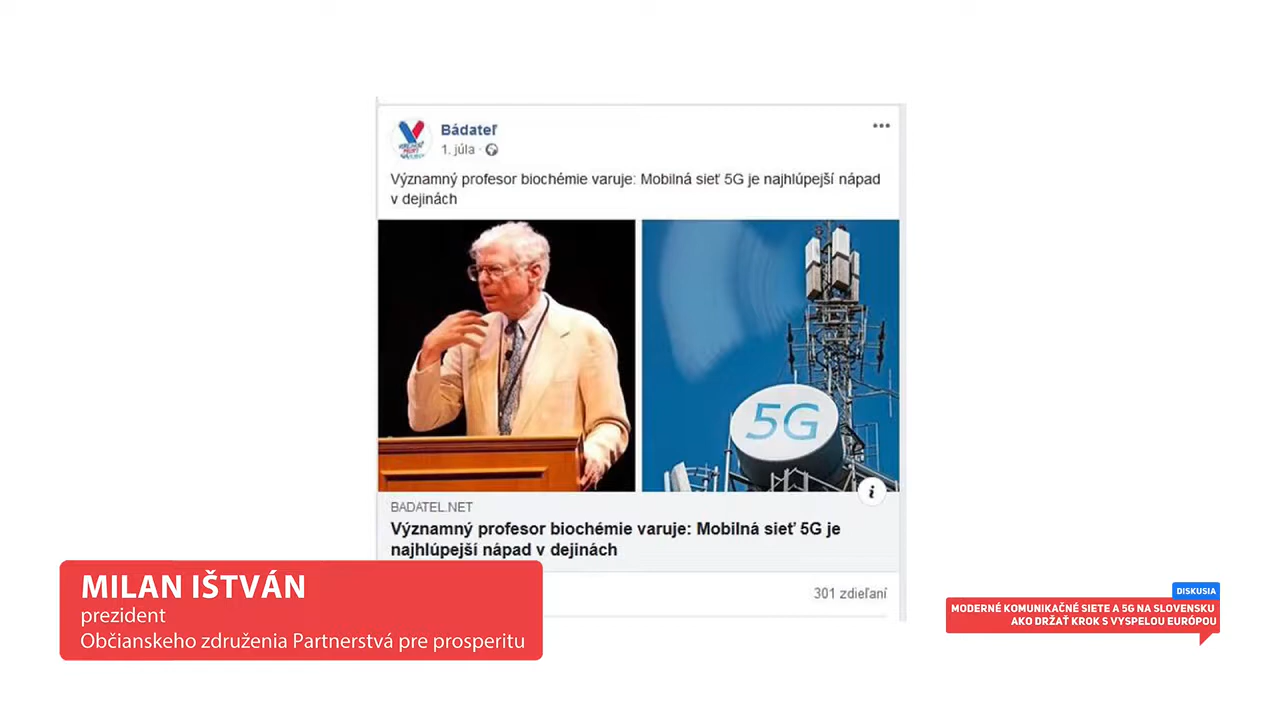 Bádateľ
1. júla ·
Významný profesor biochémie varuje: Mobilná sieť 5G je najhlúpejší nápad
v dejinách
5G
BADATEL.NET
Významný profesor biochémie varuje: Mobilná sieť 5G je
najhlúpejší nápad v dejinách
301 zdieľaní
MILAN IŠTVÁN
prezident
Občianskeho združenia Partnerstvá pre prosperitu
DISKUSIA
MODERNÉ KOMUNIKAČNÉ SIETE A 5G NA SLOVENSKU
AKO DRŽAŤ KROK S VYSPELOU EURÓPOU